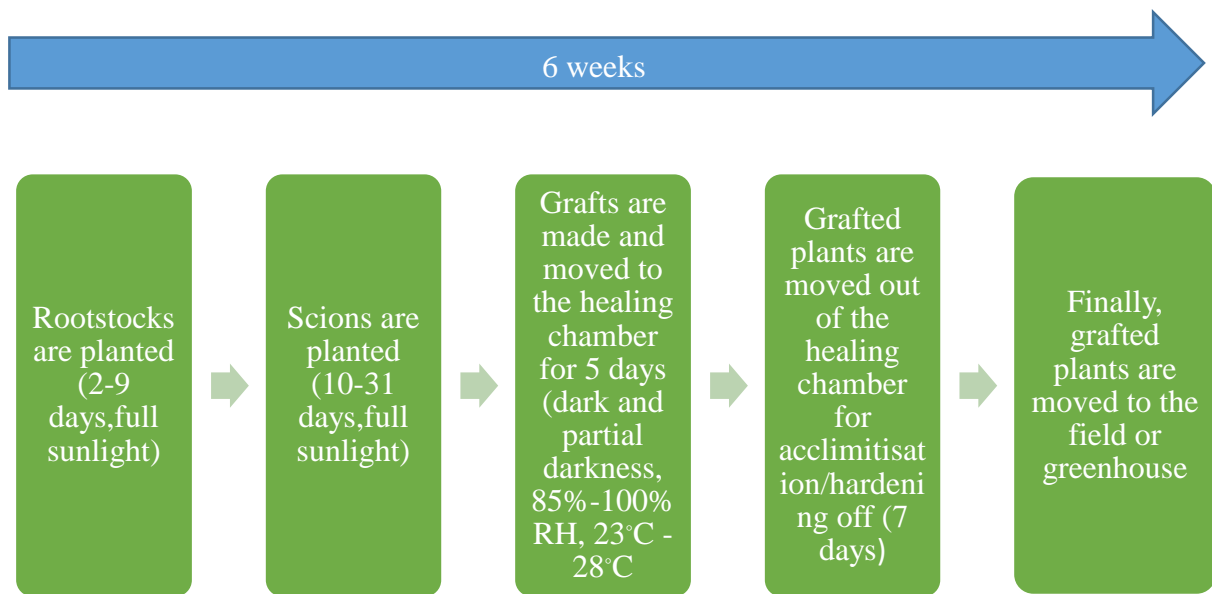 6 weeks
Rootstocks
are planted
(2-9
days,full
sunlight)
Scions are
planted
(10-31
days,full
sunlight)
Grafts are
made and
moved to
the healing
chamber
for 5 days
(dark and
partial
darkness,
85%-100%
RH, 23°C -
28°C
Grafted
plants are
moved out
of the
healing
chamber
for
acclimitisat
ion/hardeni
ng off (7
days)
Finally,
grafted
plants are
moved to the
field or
greenhouse